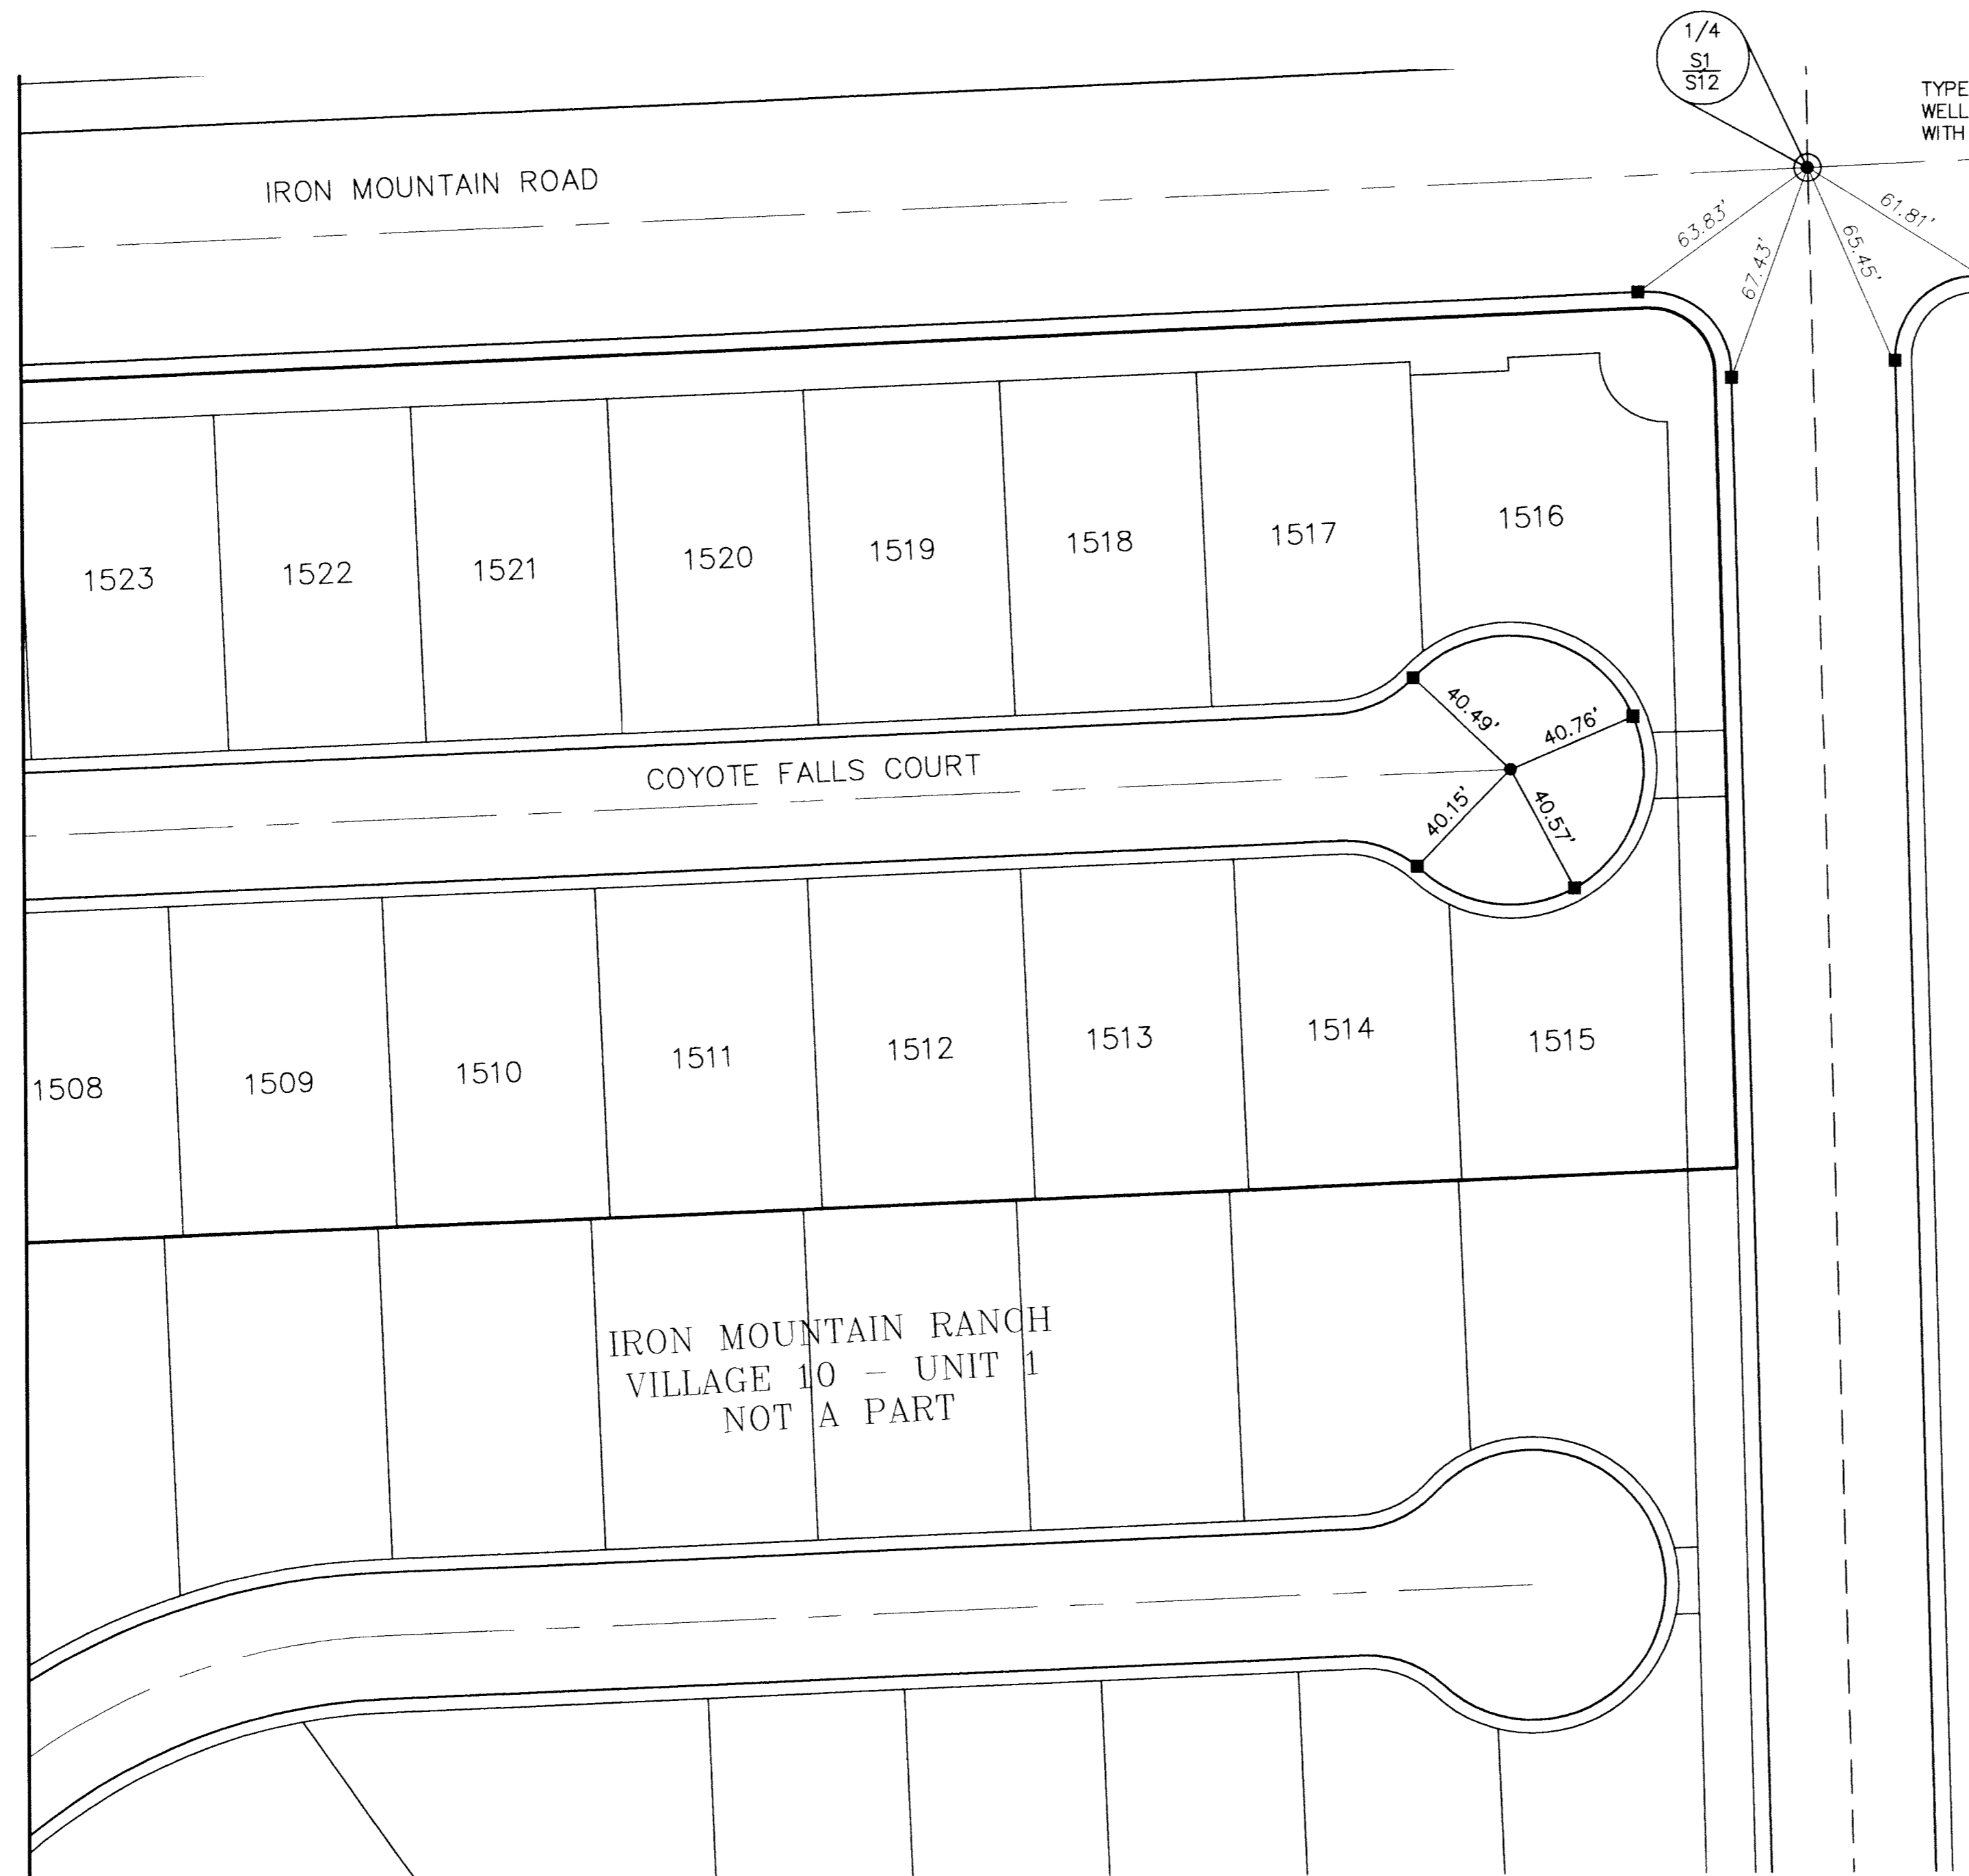 1/4
S1
S12
TYPE
WELL
WITH
IRON MOUNTAIN ROAD
63.83'
67.43'
65.45'
61.81'
1523
1522
1521
1520
1519
1518
1517
1516
40.49'
40.76'
COYOTE FALLS COURT
40.15'
40.57'
1508
1509
1510
1511
1512
1513
1514
1515
IRON MOUNTAIN RANCH
VILLAGE 10 - UNIT 1
NOT A PART